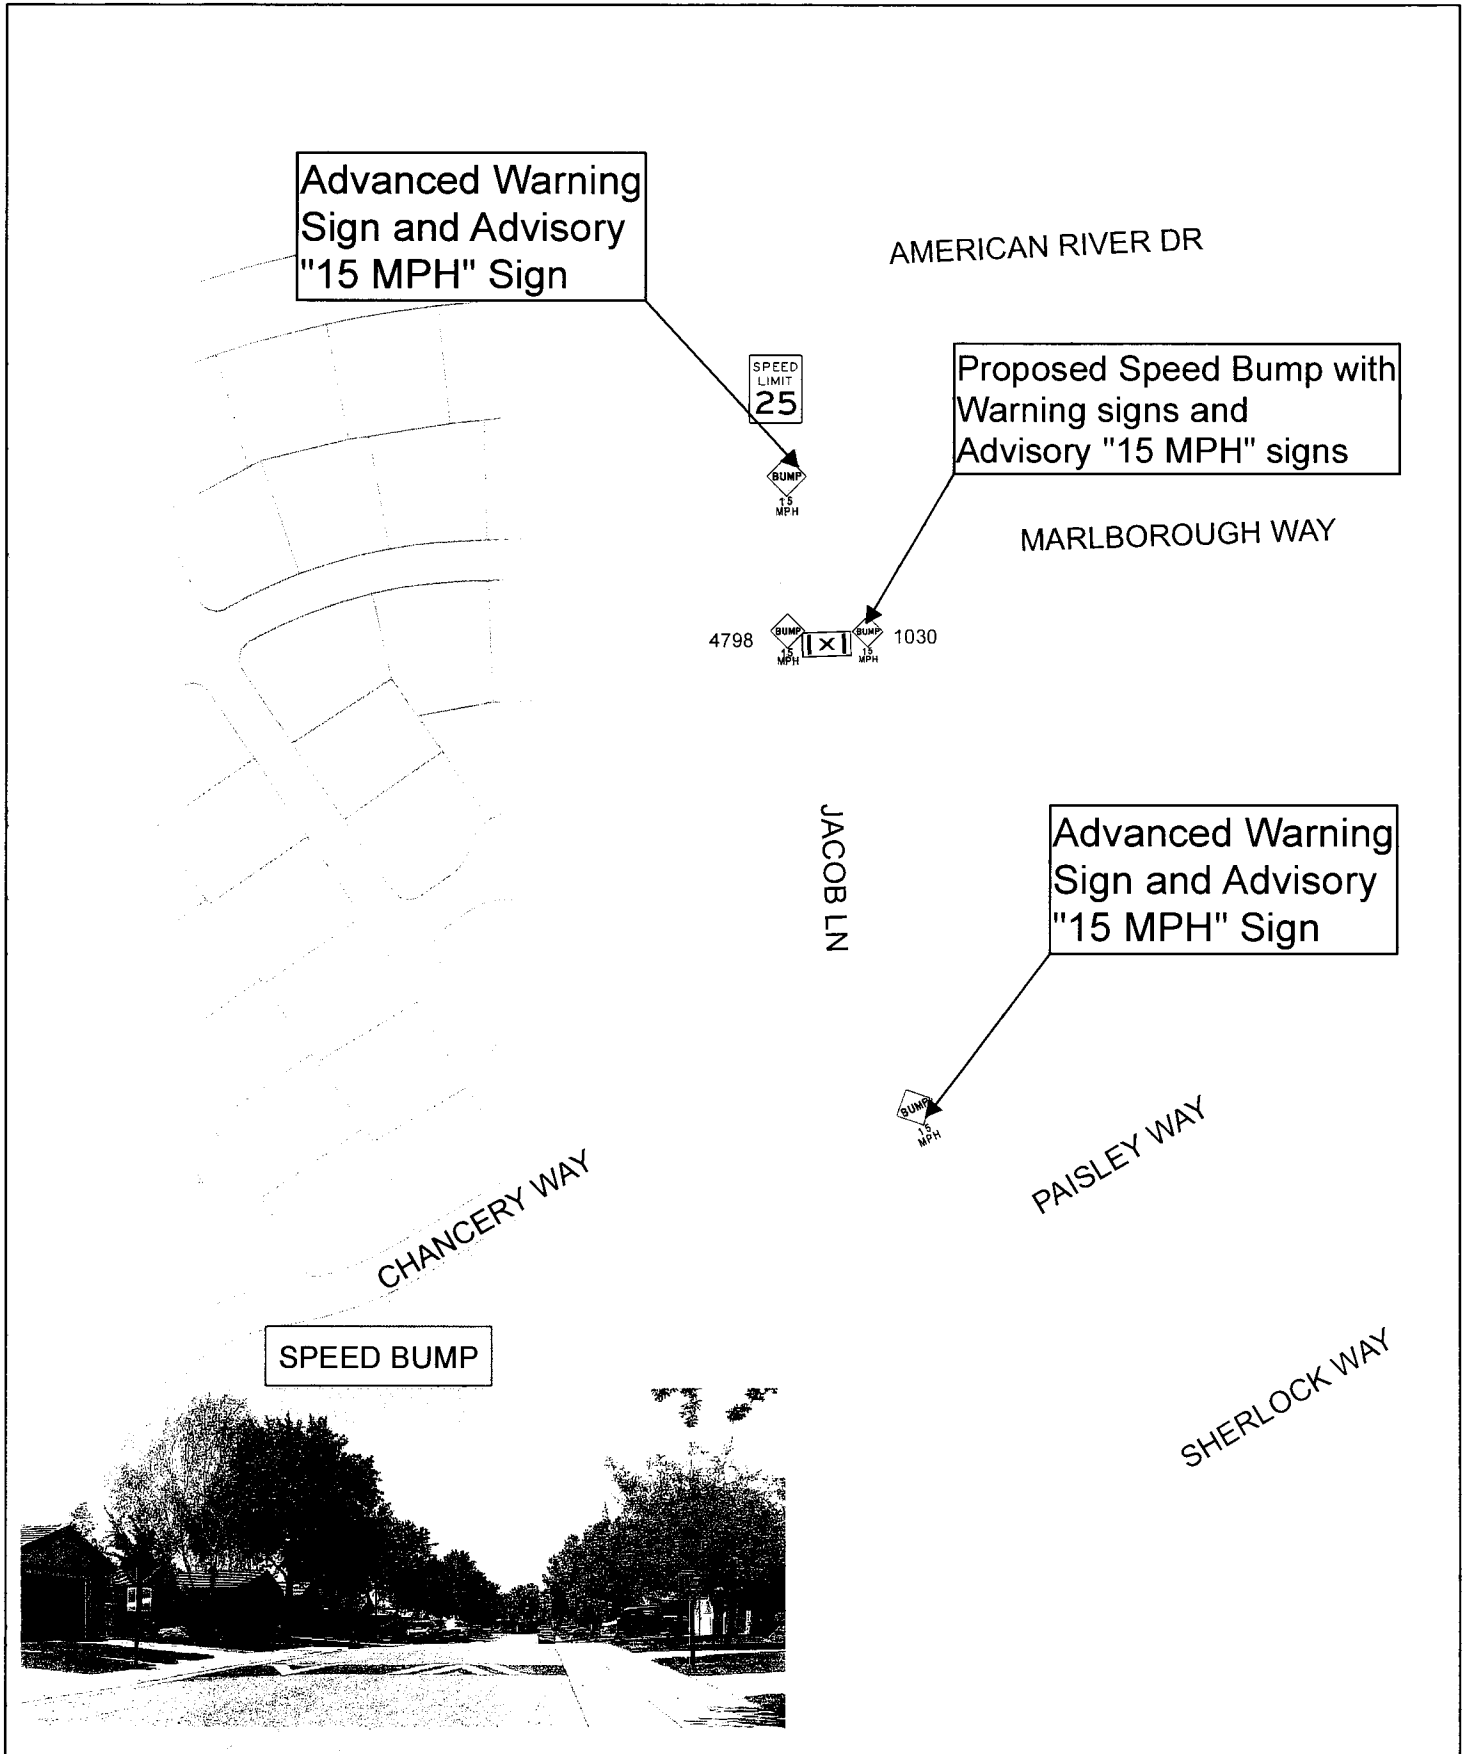 Advanced Warning
Sign and Advisory
"15 MPH" Sign
AMERICAN RIVER DR
SPEED
LIMIT
25
Proposed Speed Bump with
Warning signs and
Advisory "15 MPH" signs
BUMP
15
MPH
MARLBOROUGH WAY
4798
BUMP
15
MPH
X
BUMP
15
MPH
1030
JACOB LN
Advanced Warning
Sign and Advisory
"15 MPH" Sign
BUMP
15
MPH
PAISLEY WAY
CHANCERY WAY
SPEED BUMP
SHERLOCK WAY